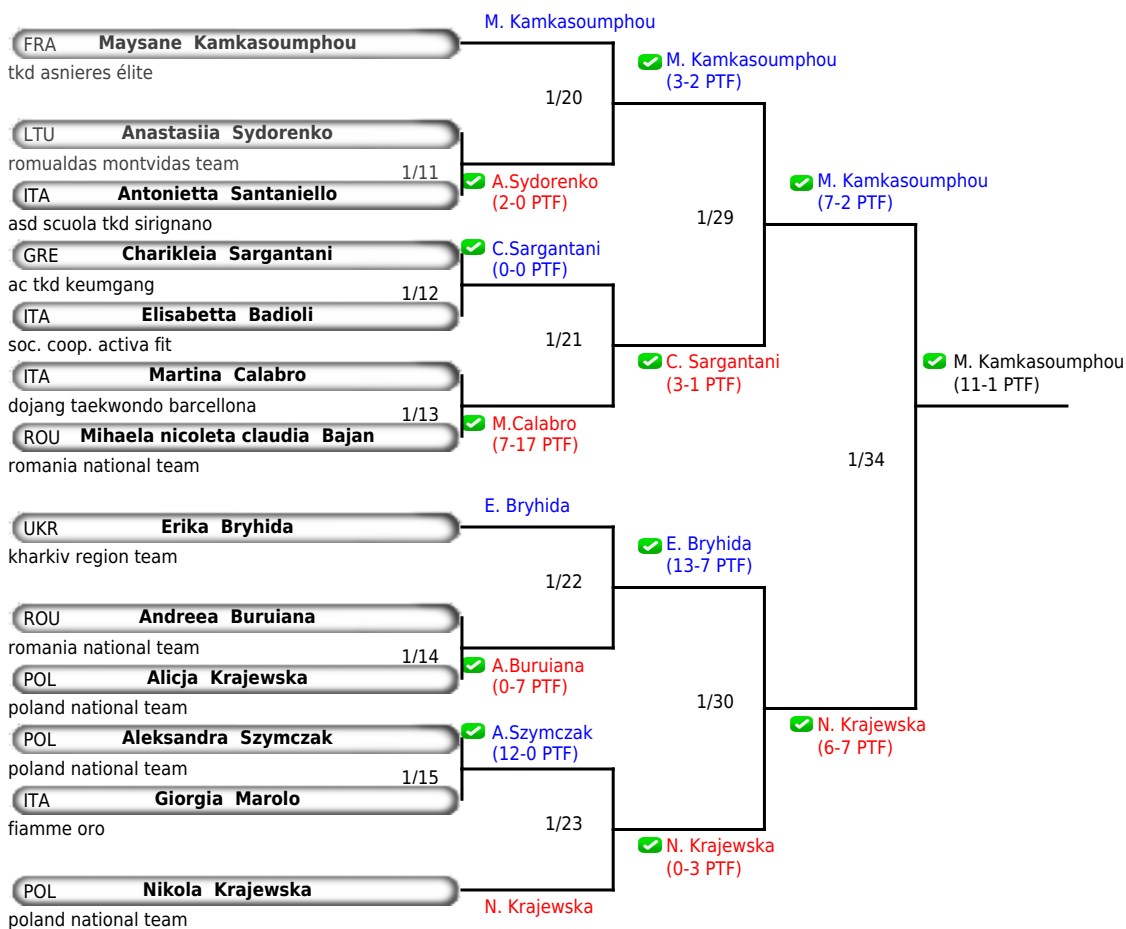 M. Kamkasoumphou
FRA Maysane Kamkasoumphou
tkd asnieres élite
M. Kamkasoumphou
(3-2 PTF)
1/20
LTU Anastasiia Sydorenko
romualdas montvidas team
1/11
A.Sydorenko
(2-0 PTF)
ITA Antonietta Santaniello
asd scuola tkd sirignano
M. Kamkasoumphou
(7-2 PTF)
1/29
GRE Charikleia Sargantani
ac tkd keumgang
C.Sargantani
(0-0 PTF)
1/12
ITA Elisabetta Badioli
soc. coop. activa fit
1/21
C. Sargantani
(3-1 PTF)
M. Kamkasoumphou
(11-1 PTF)
ITA Martina Calabro
dojang taekwondo barcellona
1/13
M.Calabro
(7-17 PTF)
ROU Mihaela nicoleta claudia Bajan
romania national team
1/34
E. Bryhida
UKR Erika Bryhida
kharkiv region team
E. Bryhida
(13-7 PTF)
1/22
ROU Andreea Buruiana
romania national team
1/14
A.Buruiana
(0-7 PTF)
POL Alicja Krajewska
poland national team
1/30
N. Krajewska
(6-7 PTF)
POL Aleksandra Szymczak
poland national team
A.Szymczak
(12-0 PTF)
1/15
ITA Giorgia Marolo
fiamme oro
1/23
N. Krajewska
(0-3 PTF)
POL Nikola Krajewska
poland national team
N. Krajewska